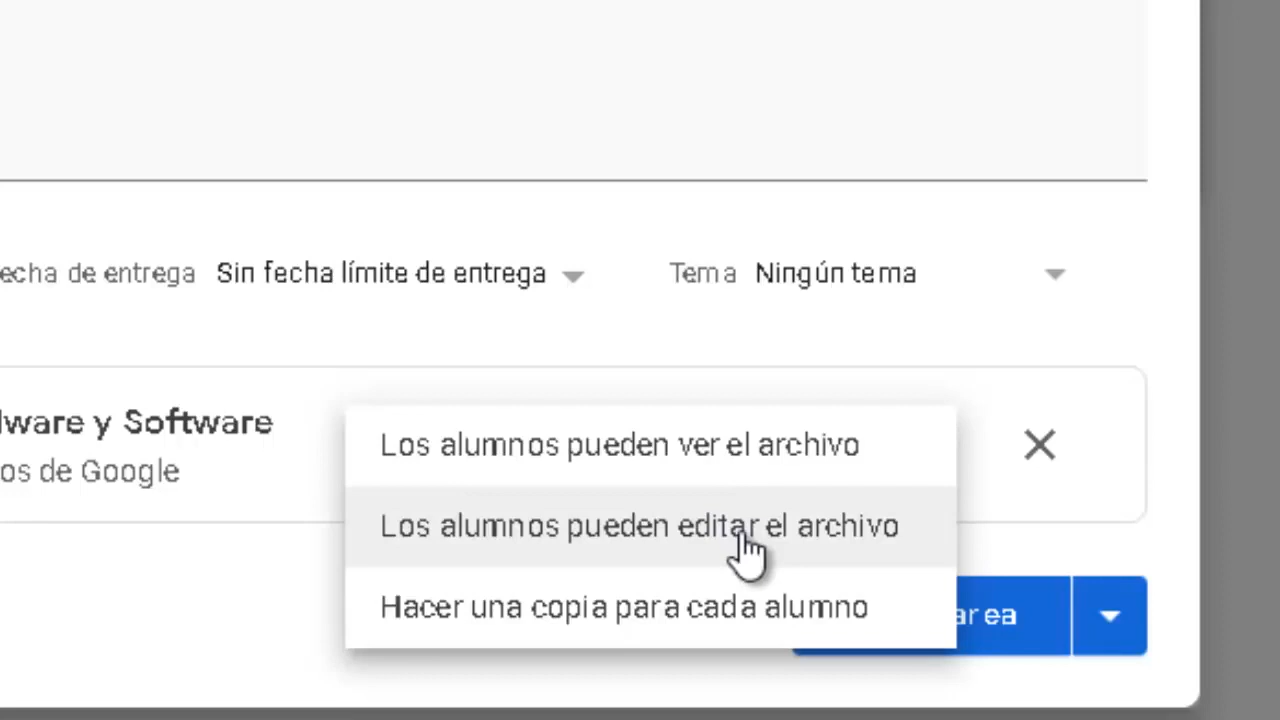 echa de entrega Sin fecha límite de entrega Tema Ningún tema
ware y Software
os de Google
Los alumnos pueden ver el archivo
Los alumnos pueden editar el archivo
Hacer una copia para cada alumno
area